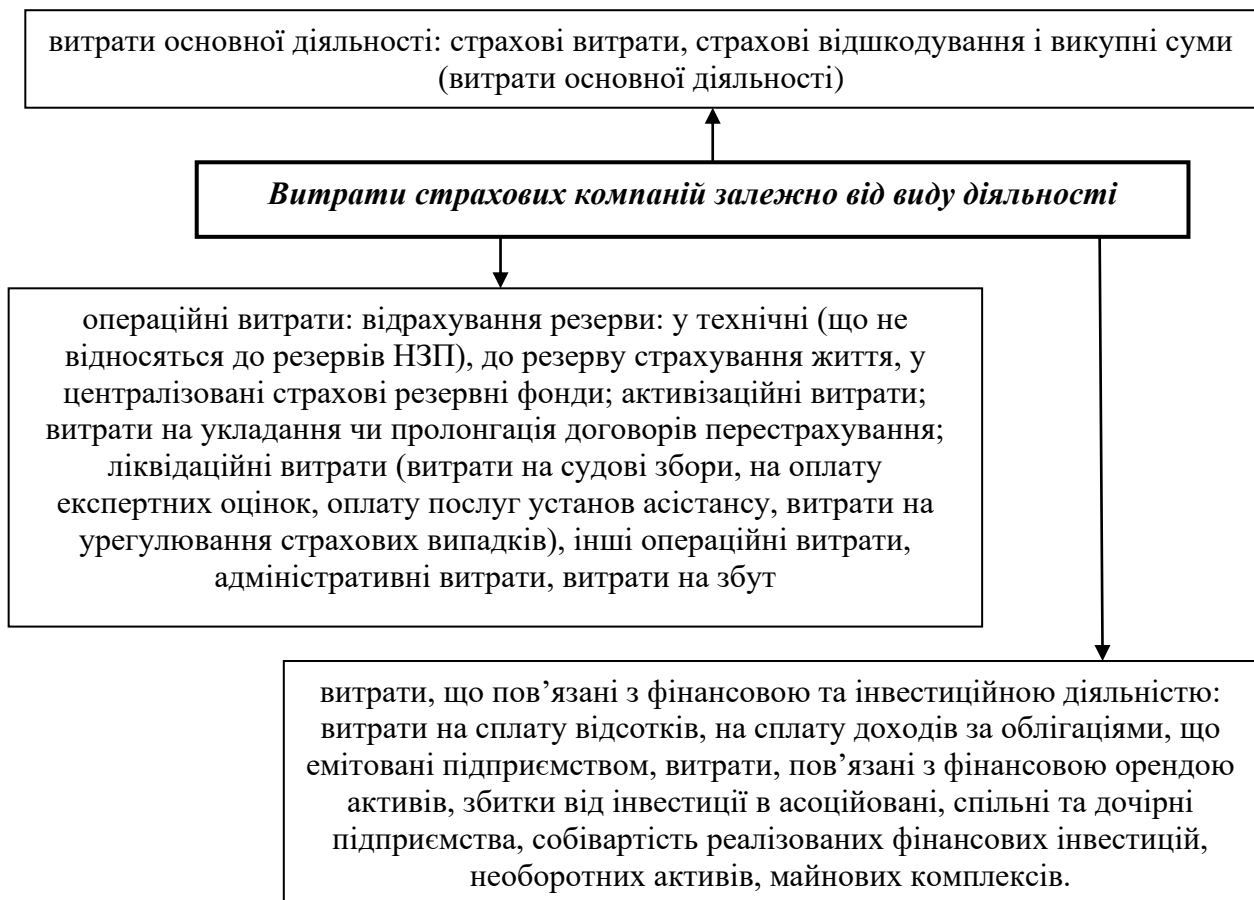 витрати основної діяльності: страхові витрати, страхові відшкодування і викупні суми
(витрати основної діяльності)
Витрати страхових компаній залежно від виду діяльності
операційні витрати: відрахування резерви: у технічні (що не
відносяться до резервів НЗП), до резерву страхування життя, у
централізовані страхові резервні фонди; активізаційні витрати;
витрати на укладання чи пролонгація договорів перестрахування;
ліквідаційні витрати (витрати на судові збори, на оплату
експертних оцінок, оплату послуг установ асістансу, витрати на
урегулювання страхових випадків), інші операційні витрати,
адміністративні витрати, витрати на збут
витрати, що пов’язані з фінансовою та інвестиційною діяльністю:
витрати на сплату відсотків, на сплату доходів за облігаціями, що
емітовані підприємством, витрати, пов’язані з фінансовою орендою
активів, збитки від інвестиції в асоційовані, спільні та дочірні
підприємства, собівартість реалізованих фінансових інвестицій,
необоротних активів, майнових комплексів.